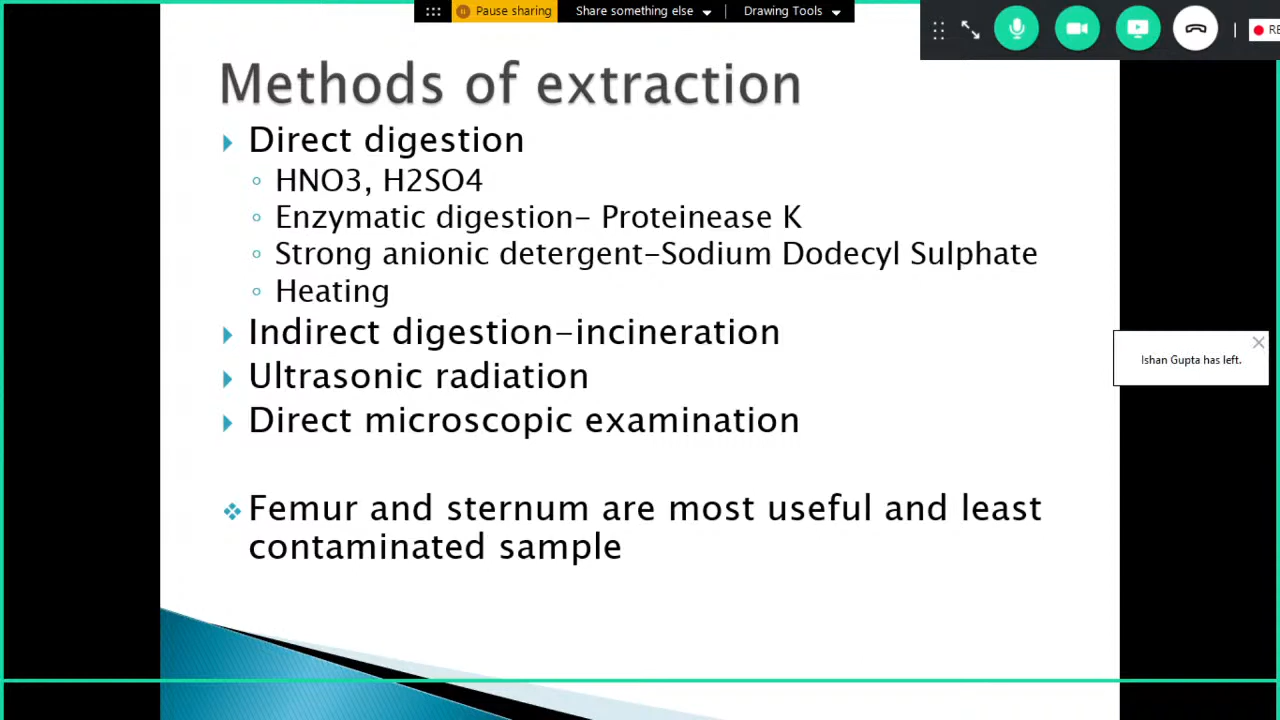 Pause sharing
Share something else
Drawing Tools
RE
Methods of extraction
Direct digestion
HNO3, H2SO4
Enzymatic digestion- Proteinease K
Strong anionic detergent-Sodium Dodecyl Sulphate
Heating
Indirect digestion-incineration
Ultrasonic radiation
Direct microscopic examination
Femur and sternum are most useful and least
contaminated sample
Ishan Gupta has left.